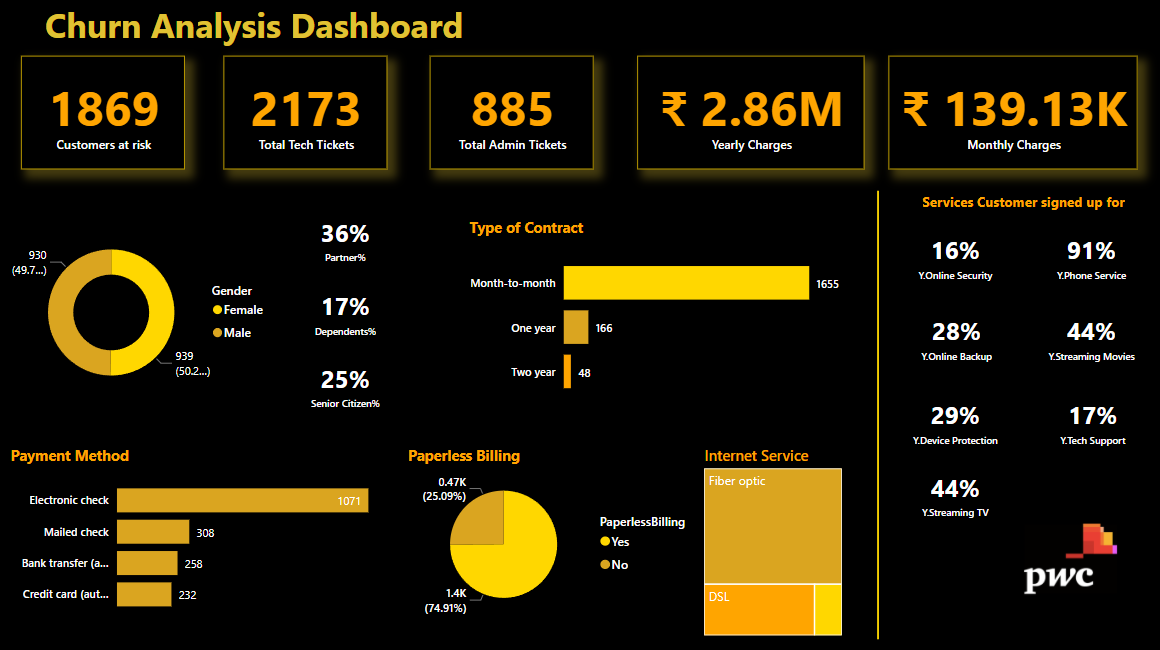 Churn Analysis Dashboard
1869
Customers at risk
2173
Total Tech Tickets
885
Total Admin Tickets
₹ 2.86M
Yearly Charges
₹ 139.13K
Monthly Charges
930
(49.7...)
939
(50.2...)
Gender
Female
Male
36%
Partner%
17%
Dependents%
25%
Senior Citizen%
Type of Contract
Month-to-month 1655
One year 166
Two year 48
Services Customer signed up for
16%
Y.Online Security
91%
Y.Phone Service
28%
Y.Online Backup
44%
Y.Streaming Movies
29%
Y.Device Protection
17%
Y.Tech Support
44%
Y.Streaming TV
Payment Method
Electronic check 1071
Mailed check 308
Bank transfer (a... 258
Credit card (aut... 232
Paperless Billing
0.47K
(25.09%)
1.4K
(74.91%)
PaperlessBilling
Yes
No
Internet Service
Fiber optic
DSL
pwc